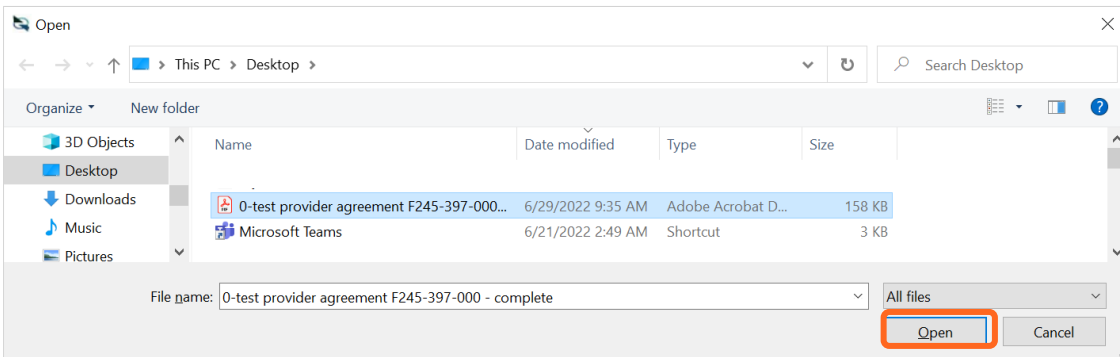 Open
This PC > Desktop >
Search Desktop
Organize
New folder
3D Objects
Desktop
Downloads
Music
Pictures
Name Date modified Type Size
0-test provider agreement F245-397-000... 6/29/2022 9:35 AM Adobe Acrobat D... 158 KB
Microsoft Teams 6/21/2022 2:49 AM Shortcut 3 KB
File name: 0-test provider agreement F245-397-000 - complete All files
Open Cancel